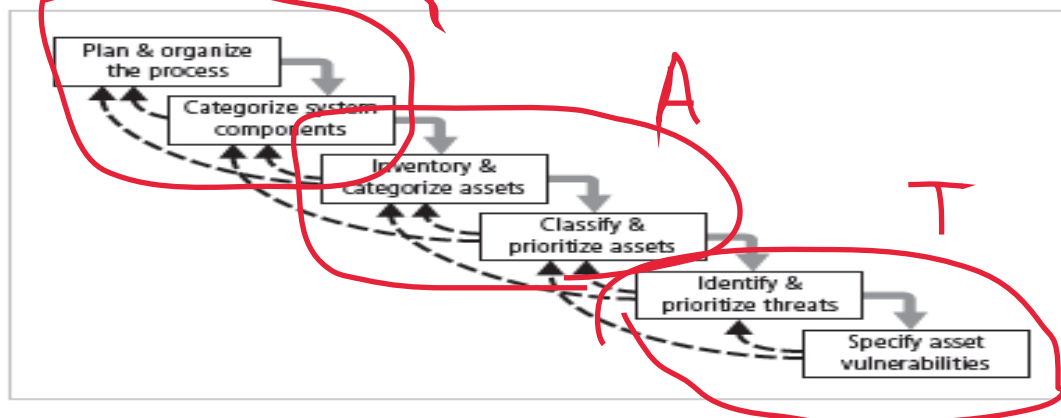 Plan & organize
the process
Categorize system
components
A
Inventory &
categorize assets
T
Classify &
prioritize assets
Identify &
prioritize threats
Specify asset
vulnerabilities